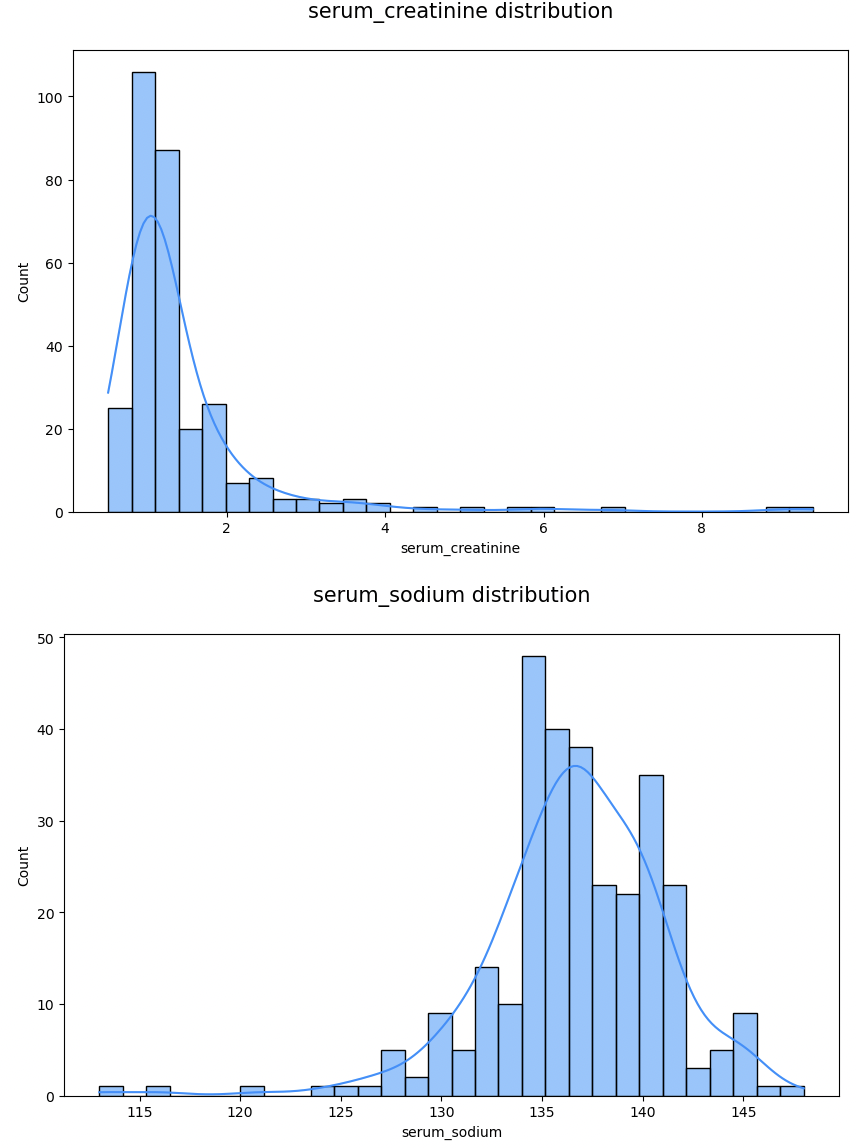 serum_creatinine distribution
100
80
60
40
20
0
Count
2 4 6 8
serum_creatinine
serum_sodium distribution
50
40
30
20
10
0
Count
115 120 125 130 135 140 145
serum_sodium